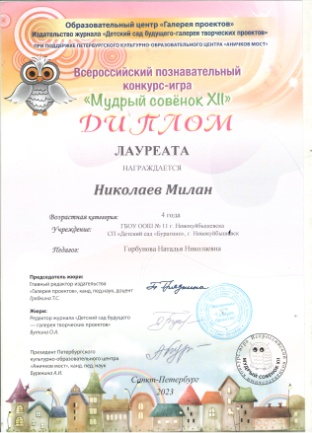 Образовательный центр «Галерея проектов»
Издательство журнала «Детский сад будущего-галерея творческих проектов»
ПРИ ПОДДЕРЖКЕ ПЕТЕРБУРГСКОГО КУЛЬТУРНО-ОБРАЗОВАТЕЛЬНОГО ЦЕНТРА «АНИЧКОВ МОСТ»
Всероссийский познавательный
конкурс-игра
«Мудрый совёнок XII»
ДИПЛОМ
ЛАУРЕАТА
НАГРАЖДАЕТСЯ
Николаев Милан
Возрастная категория: 4 года
Учреждение: ГБОУ ООШ № 11 г. Новокуйбышевска
СП «Детский сад «Буратино», г. Новокуйбышевск
Педагог: Горбунова Наталья Николаевна
Председатель жюри:
Главный редактор издательства
«Галерея проектов», канд. пед.наук, доцент
Гребкина Т.С.
Жюри:
Редактор журнала «Детский сад будущего
— галерея творческих проектов»
О.А.
Президент Петербургского
культурно-образовательного центра
«Аничков мост», канд. пед. наук
А.И.
МУДРЫЙ СОВЕНОК XII
Санкт-Петербург
2023